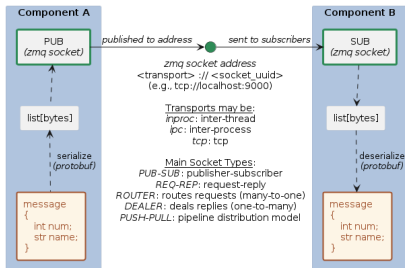 Component A
Component B
PUB
(zmq socket)
published to address
sent to subscribers
SUB
(zmq socket)
zmq socket address
<transport> :// <socket_uuid>
(e.g., tcp://localhost:9000)
Transports may be:
inproc: inter-thread
ipc: inter-process
tcp: tcp
list[bytes]
list[bytes]
Main Socket Types:
PUB-SUB: publisher-subscriber
REQ-REP: request-reply
ROUTER: routes requests (many-to-one)
DEALER: deals replies (one-to-many)
PUSH-PULL: pipeline distribution model
serialize
(protobuf)
deserialize
(protobuf)
message
{
int num;
str name;
}
message
{
int num;
str name;
}